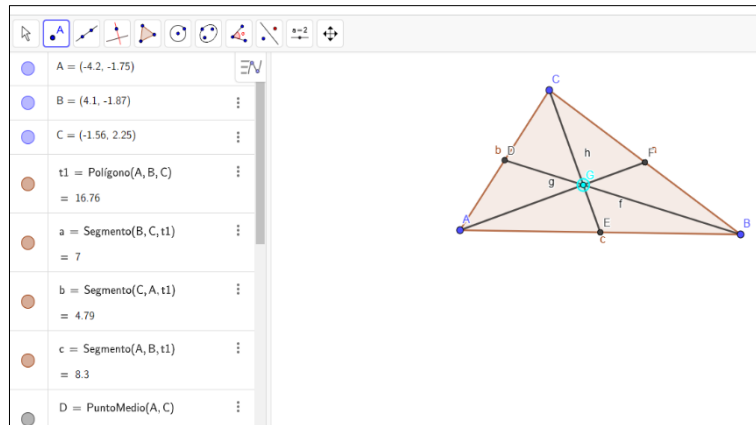 A
a=2
A = (-4.2, -1.75)
B = (4.1, -1.87)
C = (-1.56, 2.25)
t1 = Polígono(A, B, C)
= 16.76
a = Segmento(B, C, t1)
= 7
b = Segmento(C, A, t1)
= 4.79
c = Segmento(A, B, t1)
= 8.3
D = PuntoMedio(A, C)
C
b D
h
F
G
g
f
A
E
B
c